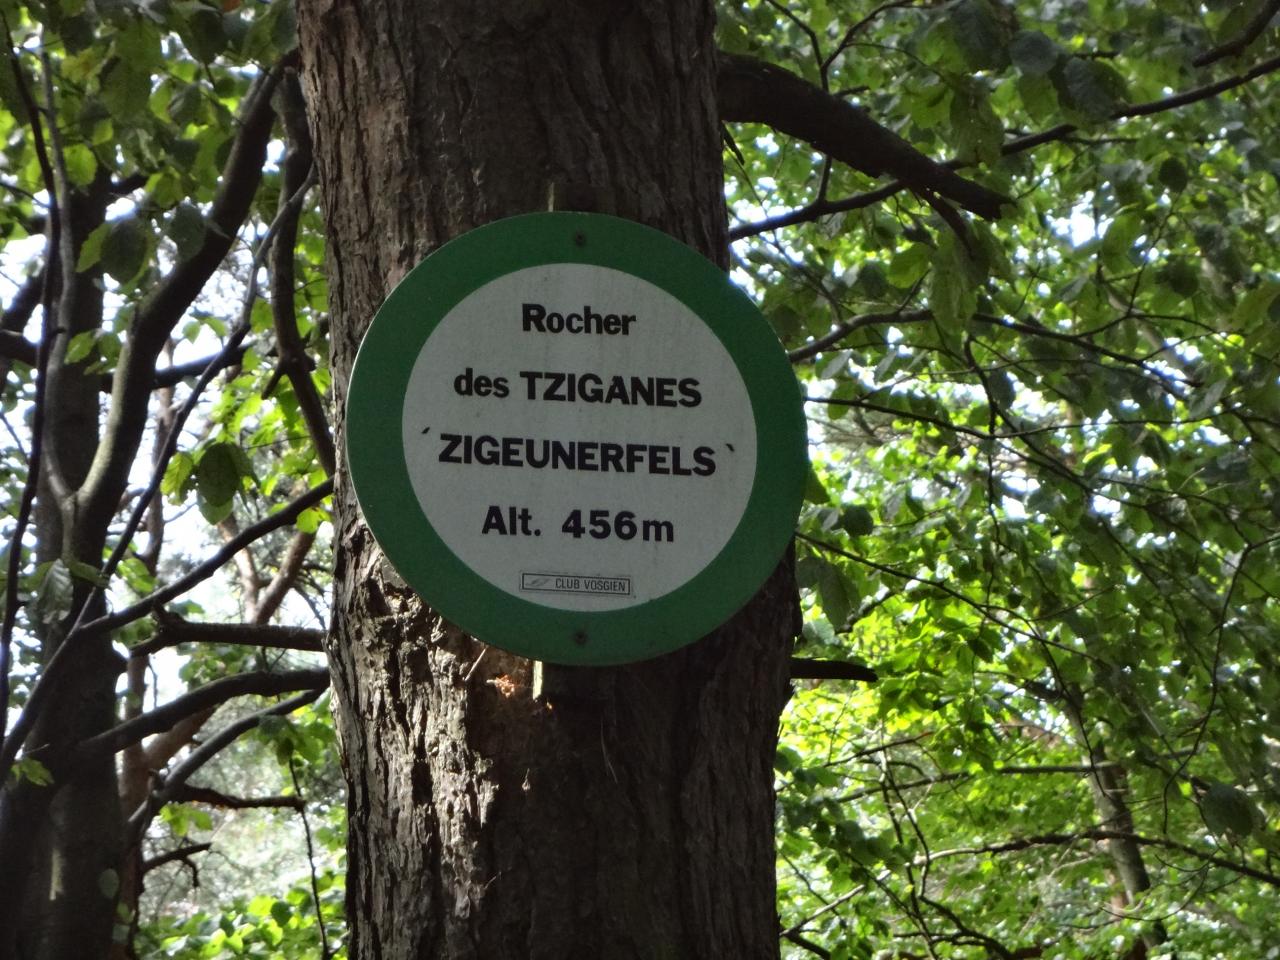 Rocher
des TZIGANES
´ZIGEUNERFELS`
Alt. 456m
CLUB VOSGIEN